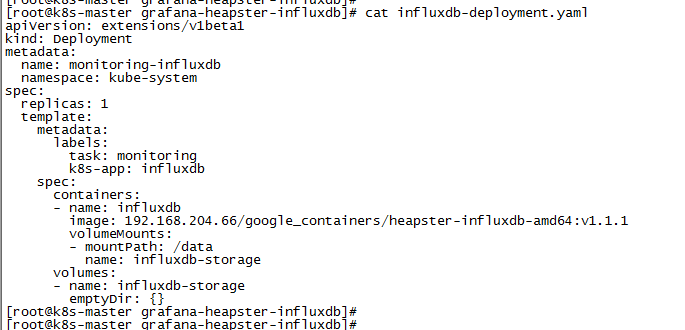 [root@k8s-master grafana-heapster-influxdb]#
[root@k8s-master grafana-heapster-influxdb]# cat influxdb-deployment.yaml
apiVersion: extensions/v1beta1
kind: Deployment
metadata:
  name: monitoring-influxdb
  namespace: kube-system
spec:
  replicas: 1
  template:
    metadata:
      labels:
        task: monitoring
        k8s-app: influxdb
    spec:
      containers:
      - name: influxdb
        image: 192.168.204.66/google_containers/heapster-influxdb-amd64:v1.1.1
        volumeMounts:
        - mountPath: /data
          name: influxdb-storage
      volumes:
      - name: influxdb-storage
        emptyDir: {}
[root@k8s-master grafana-heapster-influxdb]#
[root@k8s-master grafana-heapster-influxdb]#